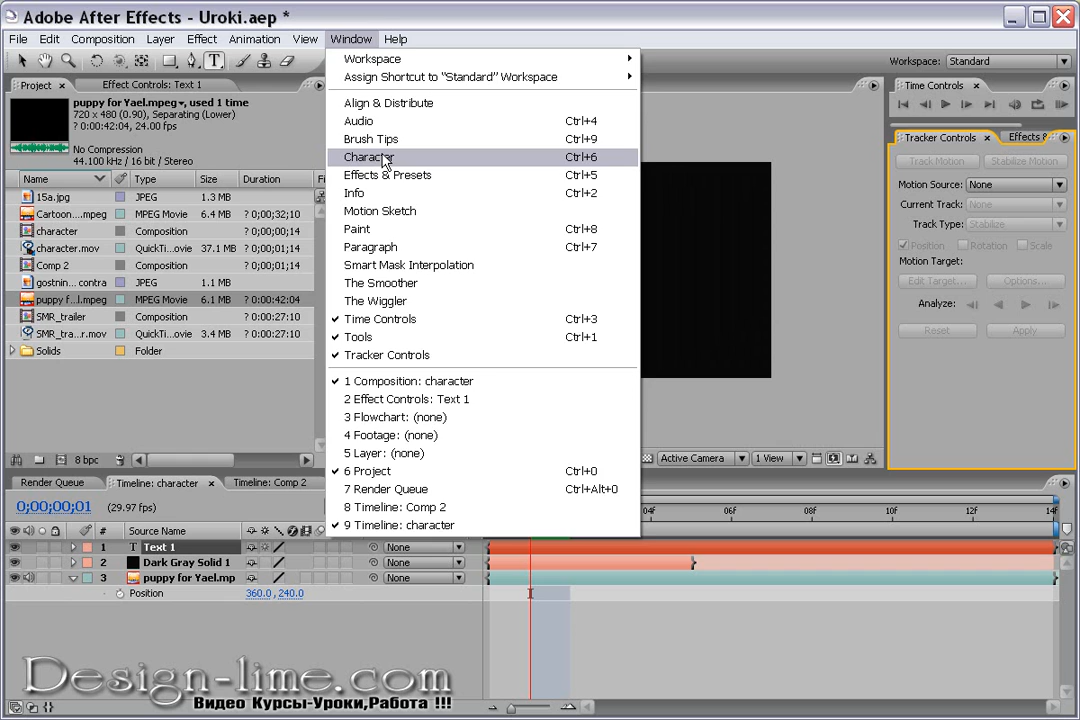 Adobe After Effects - Uroki.aep *
File Edit Composition Layer Effect Animation View Window Help
Workspace: Standard
Project Effect Controls: Text 1
puppy for Yael.mpeg, used 1 time
720 x 480 (0.90), Separating (Lower)
? 0:00:42:04, 24.00 fps
No Compression
44.100 kHz / 16 bit / Stereo
Name Type Size Duration
15a.jpg JPEG 1.3 MB
Cartoon....mpeg MPEG Movie 6.4 MB ? 0;00;32;10
character Composition 0;00;00;14
character.mov QuickTi...ovie 37.1 MB 0;00;01;14
Comp 2 Composition 0;00;01;14
gostnin... contra JPEG 1.1 MB
puppy f...l.mpeg MPEG Movie 6.1 MB ? 0:00:42:04
SMR_trailer Composition ? 0:00:27:10
SMR_tra...r.mov QuickTi...ovie 3.4 MB ? 0:00:27:10
Solids Folder
8 bpc
Workspace
Assign Shortcut to "Standard" Workspace
Align & Distribute
Audio Ctrl+4
Brush Tips Ctrl+9
Character Ctrl+6
Effects & Presets Ctrl+5
Info Ctrl+2
Motion Sketch
Paint Ctrl+8
Paragraph Ctrl+7
Smart Mask Interpolation
The Smoother
The Wiggler
Time Controls Ctrl+3
Tools Ctrl+1
Tracker Controls
1 Composition: character
2 Effect Controls: Text 1
3 Flowchart: (none)
4 Footage: (none)
5 Layer: (none)
6 Project Ctrl+0
7 Render Queue Ctrl+Alt+0
8 Timeline: Comp 2
9 Timeline: character
Time Controls
Tracker Controls Effects &
Track Motion Stabilize Motion
Motion Source: None
Current Track: None
Track Type: Stabilize
Position Rotation Scale
Motion Target:
Edit Target... Options...
Analyze:
Reset Apply
Active Camera 1 View
Render Queue Timeline: character Timeline: Comp 2
0;00;00;01 (29.97 fps)
04f 06f 08f 10f 12f 14f
# Source Name
1 T Text 1 None
2 Dark Gray Solid 1 None
3 puppy for Yael.mp None
Position 360.0, 240.0
Design-lime.com
Видео Курсы-Уроки,Работа !!!